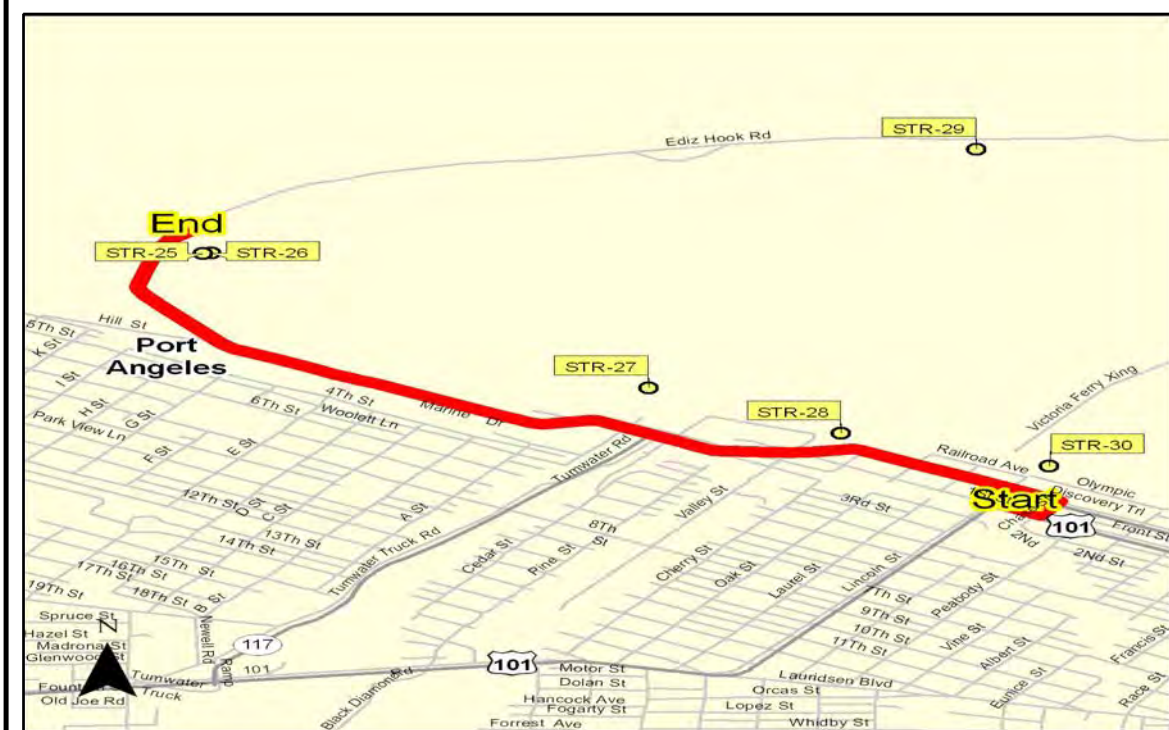 STR-29
Ediz Hook Rd
End
STR-25
STR-26
Hill St
5Th St
K St
Port
Angeles
I St
H St
G St
Park View Ln
F St
E St
4Th St
6Th St
Woolett Ln
Marine Dr
STR-27
STR-28
Victoria Ferry Xing
STR-30
Railroad Ave
Olympic
Discovery Trl
Start
101
Front St
2Nd
2Nd St
Tumwater Rd
Valley St
3Rd St
12Th St
D St
C St
A St
13Th St
14Th St
15Th St
16Th St
17Th St
18Th St
19Th St
B St
Tumwater Truck Rd
8Th
St
Cedar St
Pine St
Cherry St
Oak St
Laurel St
Lincoln St
7Th St
9Th St
10Th St
11Th St
Peabody St
Vine St
Albert St
Francis St
Eunice St
Race St
Spruce St
N
Hazel St
Madrona St
Glenwood St
Newell Rd
Ramp
117
101
101
Tumwater
Truck
Old Joe Rd
Black Diamond Rd
Motor St
Dolan St
Hancock Ave
Fogarty St
Forrest Ave
Lauridsen Blvd
Orcas St
Lopez St
Whidby St